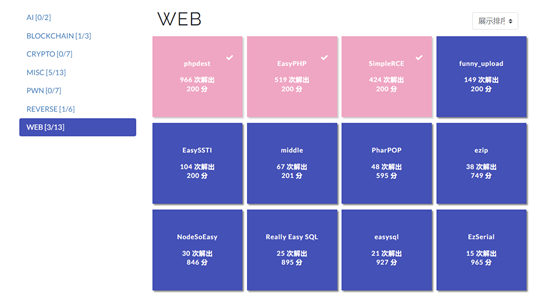 AI [0/2]
BLOCKCHAIN [1/3]
CRYPTO [0/7]
MISC [5/13]
PWN [0/7]
REVERSE [1/6]
WEB [3/13]
WEB
展示排序
phpdest
966 次解出
200 分
EasyPHP
519 次解出
200 分
SimpleRCE
424 次解出
200 分
funny_upload
149 次解出
200 分
EasySSTI
104 次解出
200 分
middle
67 次解出
201 分
PharPOP
48 次解出
595 分
ezip
38 次解出
749 分
NodeSoEasy
30 次解出
846 分
Really Easy SQL
25 次解出
895 分
easysql
21 次解出
927 分
EzSerial
15 次解出
965 分